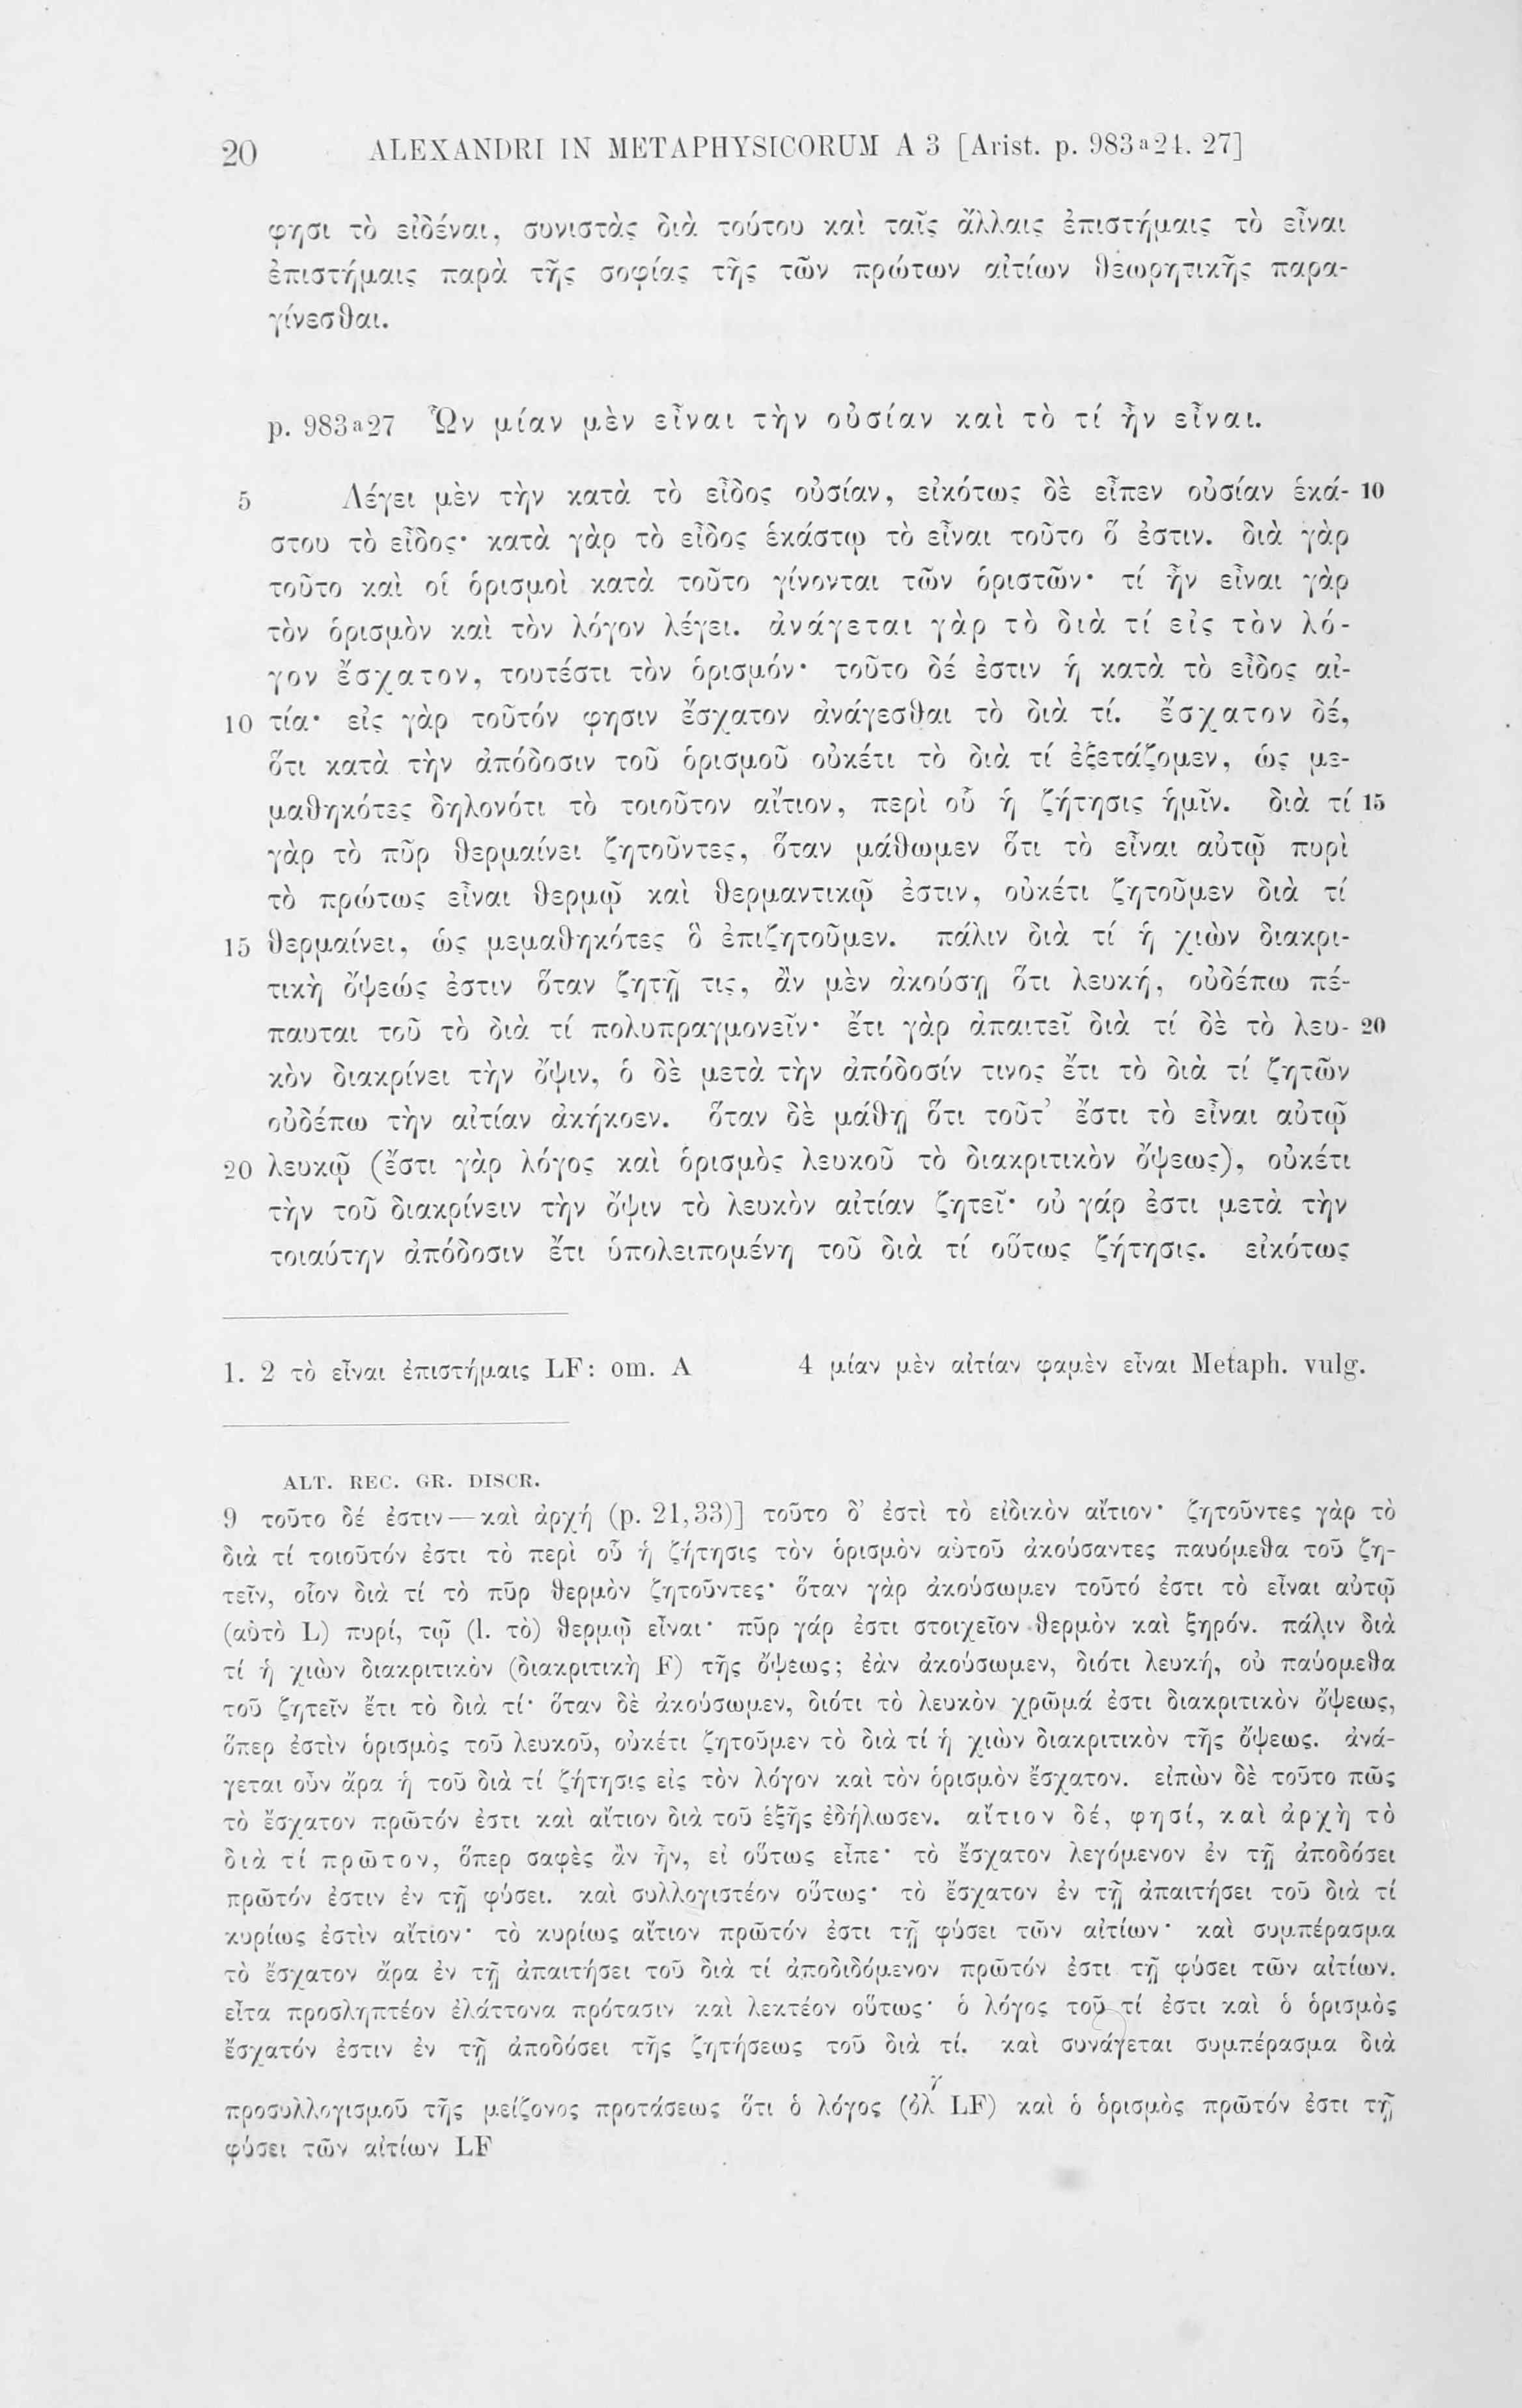 20 ALEXANDRI IN METAPHYSICORUM A 3 [Arist. p. 983a24. 27]
φησι τὸ εἰδέναι, συνιστὰς διὰ τούτου καὶ ταῖς ἄλλαις ἐπιστήμαις τὸ εἶναι
ἐπιστήμαις παρὰ τῆς σοφίας τῆς τῶν πρώτων αἰτίων θεωρητικῆς παρα-
γίνεσθαι.
p. 983a27 Ὧν μίαν μὲν εἶναι τὴν οὐσίαν καὶ τὸ τί ἦν εἶναι.
5 Λέγει μὲν τὴν κατὰ τὸ εἶδος οὐσίαν, εἰκότως δὲ εἶπεν οὐσίαν ἑκά- 10
στου τὸ εἶδος· κατὰ γὰρ τὸ εἶδος ἑκάστῳ τὸ εἶναι τοῦτο ὅ ἐστιν. διὰ γὰρ
τοῦτο καὶ οἱ ὁρισμοὶ κατὰ τοῦτο γίνονται τῶν ὁριστῶν· τί ἦν εἶναι γὰρ
τὸν ὁρισμὸν καὶ τὸν λόγον λέγει. ἀνάγεται γὰρ τὸ διὰ τί εἰς τὸν λό-
γον ἔσχατον, τουτέστι τὸν ὁρισμόν· τοῦτο δέ ἐστιν ἡ κατὰ τὸ εἶδος αἰ-
10 τία· εἰς γὰρ τοῦτόν φησιν ἔσχατον ἀνάγεσθαι τὸ διὰ τί. ἔσχατον δέ,
ὅτι κατὰ τὴν ἀπόδοσιν τοῦ ὁρισμοῦ οὐκέτι τὸ διὰ τί ἐξετάζομεν, ὡς με-
μαθηκότες δηλονότι τὸ τοιοῦτον αἴτιον, περὶ οὗ ἡ ζήτησις ἡμῖν. διὰ τί 15
γὰρ τὸ πῦρ θερμαίνει ζητοῦντες, ὅταν μάθωμεν ὅτι τὸ εἶναι αὐτῷ πυρὶ
τὸ πρώτως εἶναι θερμῷ καὶ θερμαντικῷ ἐστιν, οὐκέτι ζητοῦμεν διὰ τί
15 θερμαίνει, ὡς μεμαθηκότες ὃ ἐπιζητοῦμεν. πάλιν διὰ τί ἡ χιὼν διακρι-
τικὴ ὄψεώς ἐστιν ὅταν ζητῇ τις, ἂν μὲν ἀκούσῃ ὅτι λευκή, οὐδέπω πέ-
παυται τοῦ τὸ διὰ τί πολυπραγμονεῖν· ἔτι γὰρ ἀπαιτεῖ διὰ τί δὲ τὸ λευ- 20
κὸν διακρίνει τὴν ὄψιν, ὁ δὲ μετὰ τὴν ἀπόδοσίν τινος ἔτι τὸ διὰ τί ζητῶν
οὐδέπω τὴν αἰτίαν ἀκήκοεν. ὅταν δὲ μάθῃ ὅτι τοῦτ’ ἔστι τὸ εἶναι αὐτῷ
20 λευκῷ (ἔστι γὰρ λόγος καὶ ὁρισμὸς λευκοῦ τὸ διακριτικὸν ὄψεως), οὐκέτι
τὴν τοῦ διακρίνειν τὴν ὄψιν τὸ λευκὸν αἰτίαν ζητεῖ· οὐ γάρ ἐστι μετὰ τὴν
τοιαύτην ἀπόδοσιν ἔτι ὑπολειπομένη τοῦ διὰ τί οὕτως ζήτησις. εἰκότως
1. 2 τὸ εἶναι ἐπιστήμαις LF: om. A 4 μίαν μὲν αἰτίαν φαμὲν εἶναι Metaph. vulg.
ALT. REC. GR. DISCR.
9 τοῦτο δέ ἐστιν—καὶ ἀρχή (p. 21,33)] τοῦτο δ’ ἐστὶ τὸ εἰδικὸν αἴτιον· ζητοῦντες γὰρ τὸ
διὰ τί τοιοῦτόν ἐστι τὸ περὶ οὗ ἡ ζήτησις τὸν ὁρισμὸν αὐτοῦ ἀκούσαντες παυόμεθα τοῦ ζη-
τεῖν, οἷον διὰ τί τὸ πῦρ θερμὸν ζητοῦντες· ὅταν γὰρ ἀκούσωμεν τοῦτό ἐστι τὸ εἶναι αὐτῷ
(αὐτὸ L) πυρί, τῷ (l. τὸ) θερμῷ εἶναι· πῦρ γάρ ἐστι στοιχεῖον θερμὸν καὶ ξηρόν. πάλιν διὰ
τί ἡ χιὼν διακριτικὸν (διακριτικὴ F) τῆς ὄψεως; ἐὰν ἀκούσωμεν, διότι λευκή, οὐ παύομεθα
τοῦ ζητεῖν ἔτι τὸ διὰ τί· ὅταν δὲ ἀκούσωμεν, διότι τὸ λευκὸν χρῶμά ἐστι διακριτικὸν ὄψεως,
ὅπερ ἐστὶν ὁρισμὸς τοῦ λευκοῦ, οὐκέτι ζητοῦμεν τὸ διὰ τί ἡ χιὼν διακριτικὸν τῆς ὄψεως. ἀνά-
γεται οὖν ἄρα ἡ τοῦ διὰ τί ζήτησις εἰς τὸν λόγον καὶ τὸν ὁρισμὸν ἔσχατον. εἰπὼν δὲ τοῦτο πῶς
τὸ ἔσχατον πρῶτόν ἐστι καὶ αἴτιον διὰ τοῦ ἑξῆς ἐδήλωσεν. αἴτιον δέ, φησί, καὶ ἀρχὴ τὸ
διὰ τί πρῶτον, ὅπερ σαφὲς ἂν ἦν, εἰ οὕτως εἶπε· τὸ ἔσχατον λεγόμενον ἐν τῇ ἀποδόσει
πρῶτόν ἐστιν ἐν τῇ φύσει. καὶ συλλογιστέον οὕτως· τὸ ἔσχατον ἐν τῇ ἀπαιτήσει τοῦ διὰ τί
κυρίως ἐστὶν αἴτιον· τὸ κυρίως αἴτιον πρῶτόν ἐστι τῇ φύσει τῶν αἰτίων· καὶ συμπέρασμα
τὸ ἔσχατον ἄρα ἐν τῇ ἀπαιτήσει τοῦ διὰ τί ἀποδιδόμενον πρῶτόν ἐστι τῇ φύσει τῶν αἰτίων.
εἶτα προσληπτέον ἐλάττονα πρότασιν καὶ λεκτέον οὕτως· ὁ λόγος τοῦ τί ἐστι καὶ ὁ ὁρισμὸς
ἔσχατόν ἐστιν ἐν τῇ ἀποδόσει τῆς ζητήσεως τοῦ διὰ τί. καὶ συνάγεται συμπέρασμα διὰ
προσυλλογισμοῦ τῆς μείζονος προτάσεως ὅτι ὁ λόγος (ὁλγ LF) καὶ ὁ ὁρισμὸς πρῶτόν ἐστι τῇ
φύσει τῶν αἰτίων LF